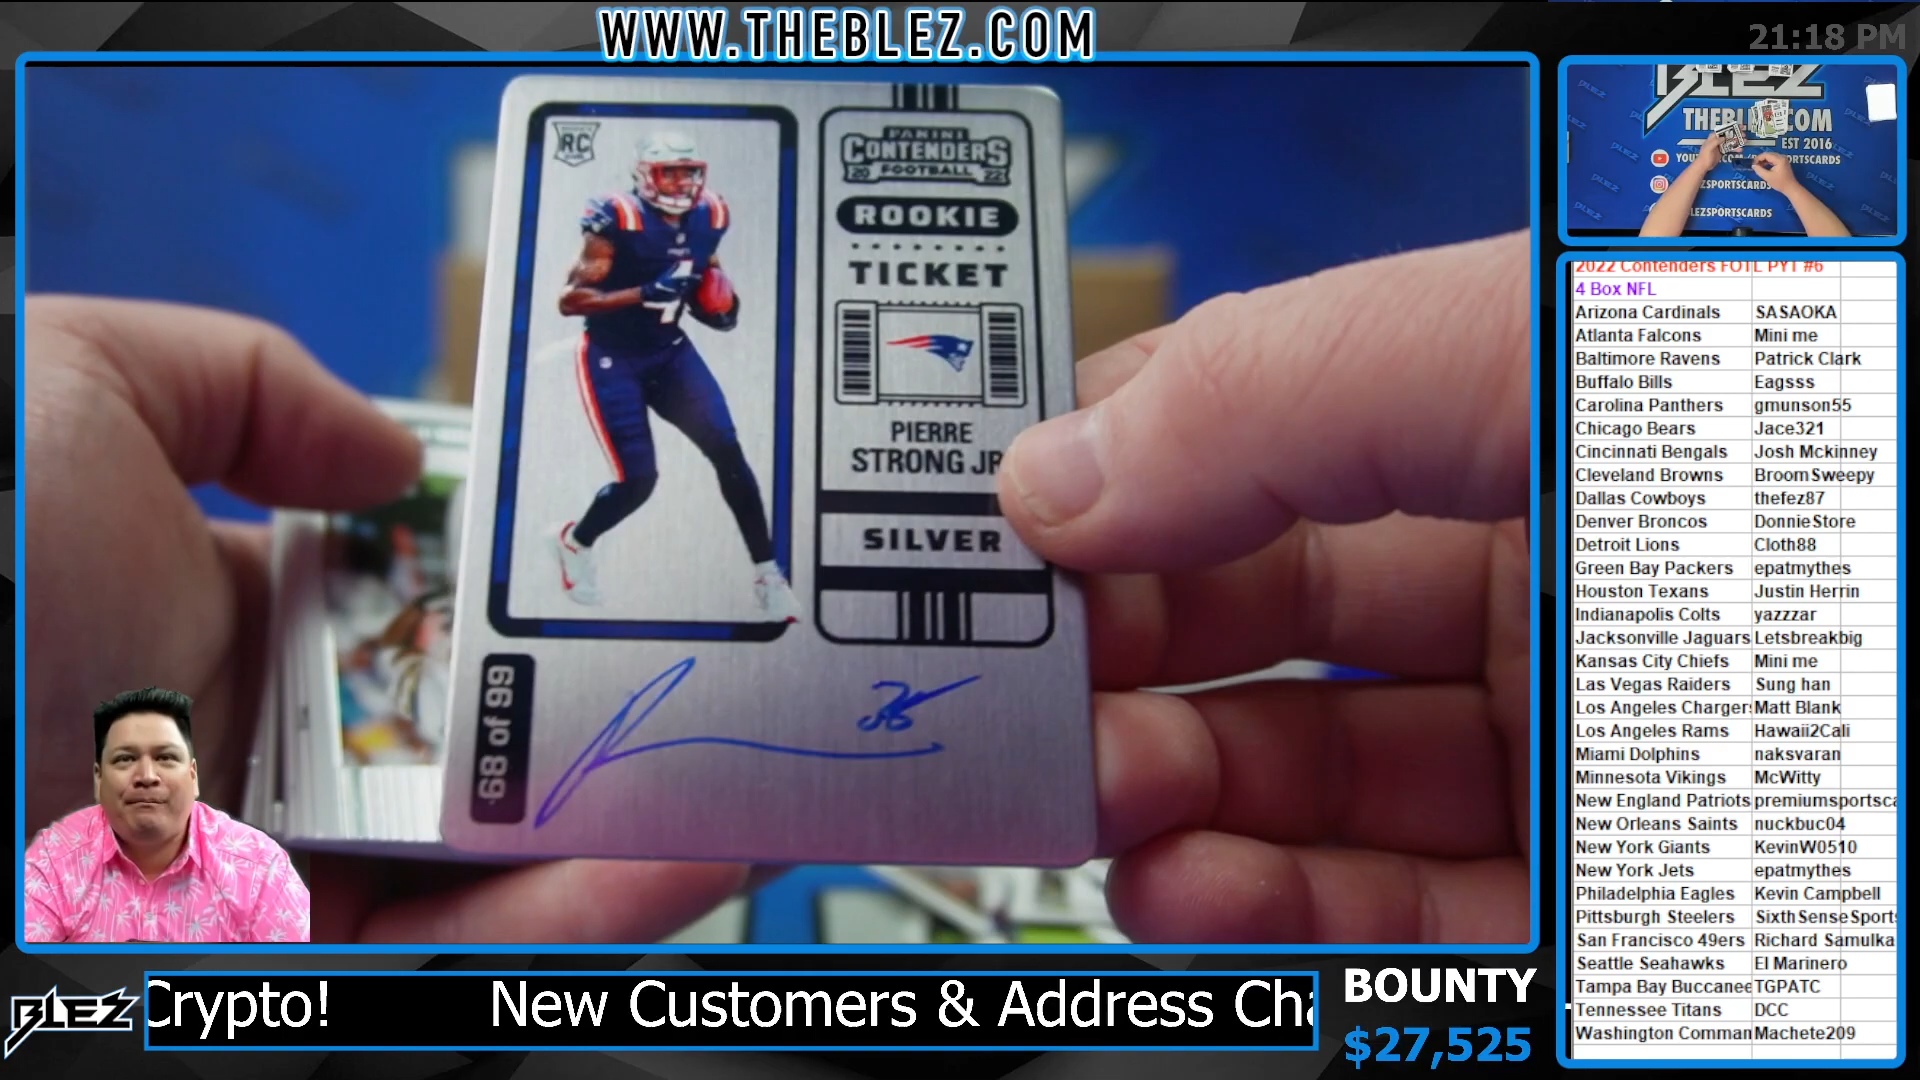 WWW.THEBLEZ.COM
21:18 PM
RC
PANINI
CONTENDERS
20 FOOTBALL 22
ROOKIE
TICKET
PIERRE
STRONG JR
SILVER
68 of 99
BLEZ
THEBLEZ.COM
EST 2016
2022 Contenders FOTL PYT #6
4 Box NFL
Arizona Cardinals SASAOKA
Atlanta Falcons Mini me
Baltimore Ravens Patrick Clark
Buffalo Bills Eagsss
Carolina Panthers gmunson55
Chicago Bears Jace321
Cincinnati Bengals Josh Mckinney
Cleveland Browns BroomSweepy
Dallas Cowboys thefez87
Denver Broncos DonnieStore
Detroit Lions Cloth88
Green Bay Packers epatmythes
Houston Texans Justin Herrin
Indianapolis Colts yazzzar
Jacksonville Jaguars Letsbreakbig
Kansas City Chiefs Mini me
Las Vegas Raiders Sung han
Los Angeles Chargers Matt Blank
Los Angeles Rams Hawaii2Cali
Miami Dolphins naksvaran
Minnesota Vikings McWitty
New England Patriots premiumsportsca
New Orleans Saints nuckbuc04
New York Giants KevinW0510
New York Jets epatmythes
Philadelphia Eagles Kevin Campbell
Pittsburgh Steelers SixthSenseSports
San Francisco 49ers Richard Samulka
Seattle Seahawks El Marinero
Tampa Bay Buccanee TGPATC
Tennessee Titans DCC
Washington Comman Machete209
BLEZ
Crypto! New Customers & Address Cha
BOUNTY
$27,525